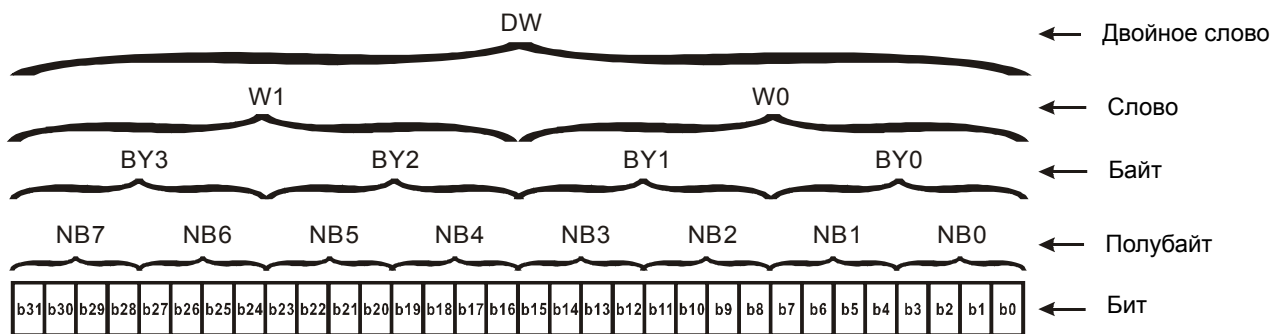 DW
Двойное слово
W1 W0
Слово
BY3 BY2 BY1 BY0
Байт
NB7 NB6 NB5 NB4 NB3 NB2 NB1 NB0
Полубайт
b31 b30 b29 b28 b27 b26 b25 b24 b23 b22 b21 b20 b19 b18 b17 b16 b15 b14 b13 b12 b11 b10 b9 b8 b7 b6 b5 b4 b3 b2 b1 b0
Бит